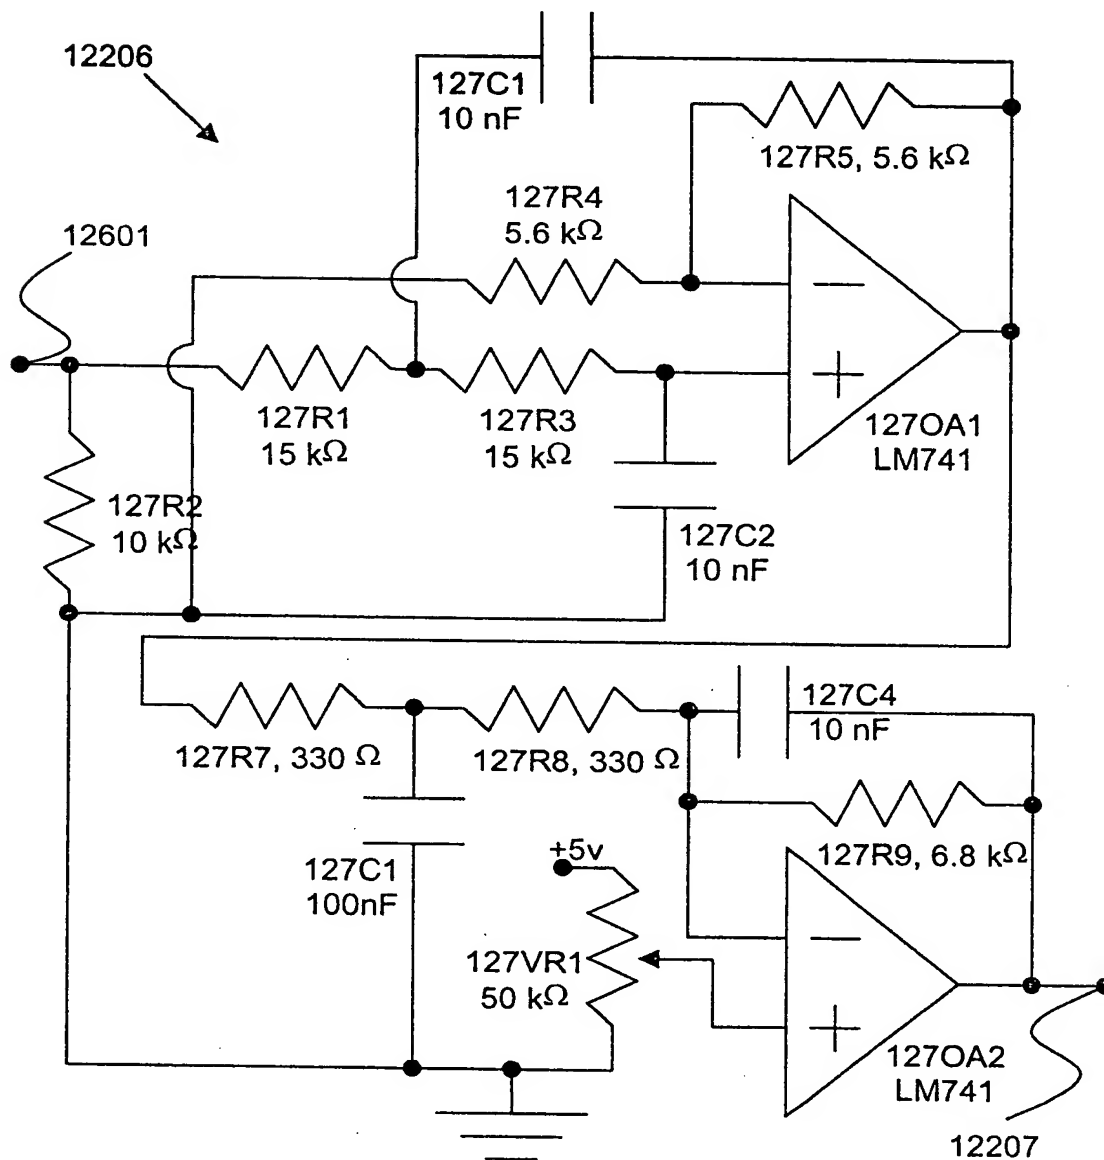 12206
127C1
10 nF
127R5, 5.6 kΩ
127R4
5.6 kΩ
12601
127R1
15 kΩ
127R3
15 kΩ
127OA1
LM741
127R2
10 kΩ
127C2
10 nF
127C4
10 nF
127R7, 330 Ω
127R8, 330 Ω
+5v
127R9, 6.8 kΩ
127C1
100nF
127VR1
50 kΩ
127OA2
LM741
12207